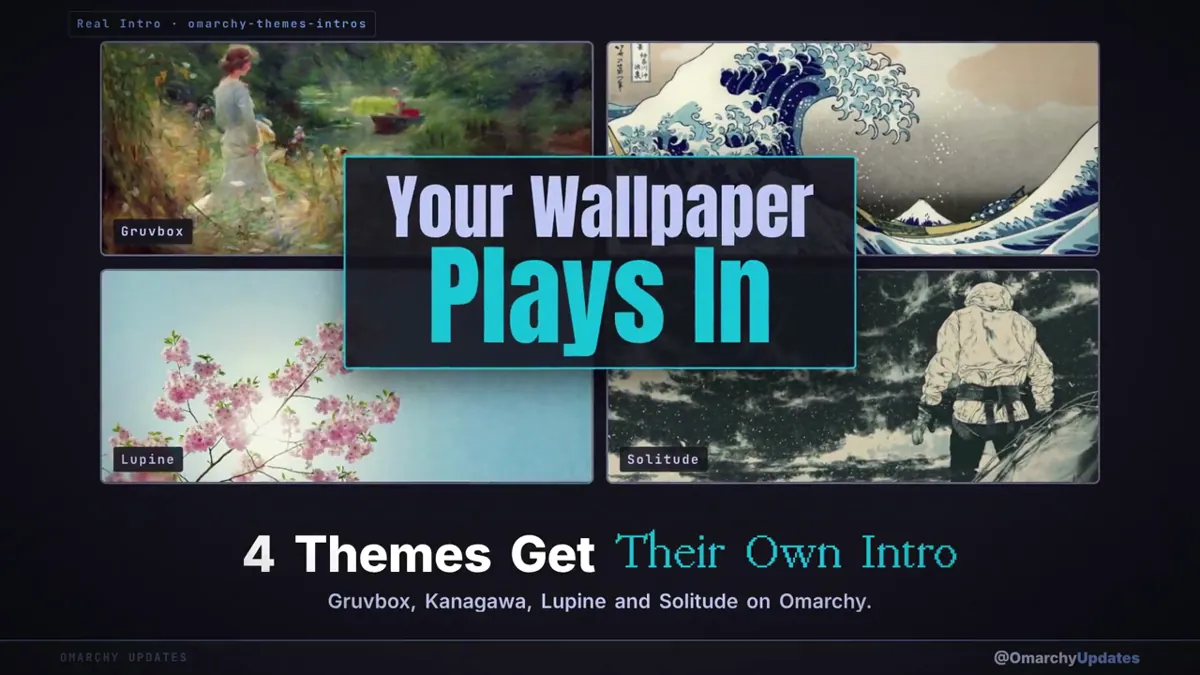 Real Intro · omarchy-themes-intros
Your Wallpaper
Plays In
Gruvbox
Lupine
Solitude
4 Themes Get Their Own Intro
Gruvbox, Kanagawa, Lupine and Solitude on Omarchy.
OMARCHY UPDATES
@OmarchyUpdates